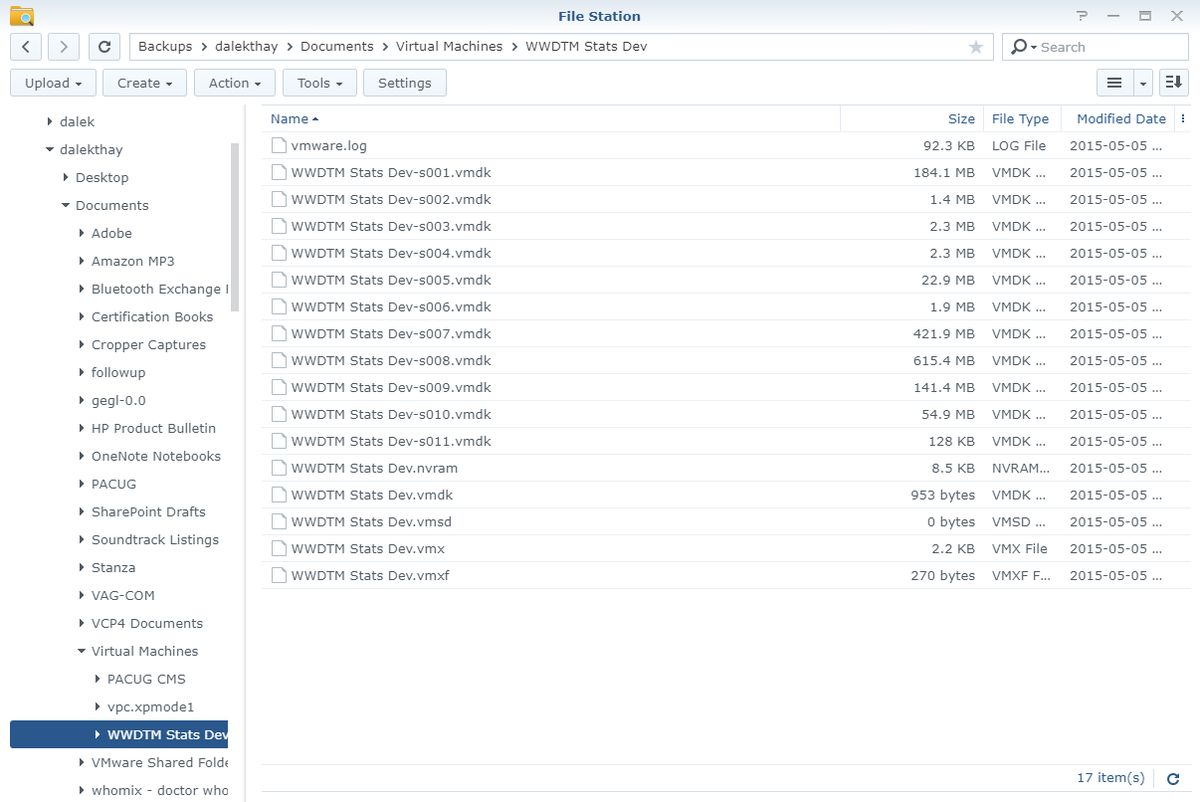 File Station
Backups dalekthay Documents Virtual Machines WWDTM Stats Dev Search
Upload Create Action Tools Settings
dalek
dalekthay
Desktop
Documents
Adobe
Amazon MP3
Bluetooth Exchange
Certification Books
Cropper Captures
followup
gegl-0.0
HP Product Bulletin
OneNote Notebooks
PACUG
SharePoint Drafts
Soundtrack Listings
Stanza
VAG-COM
VCP4 Documents
Virtual Machines
PACUG CMS
vpc.xpmode1
WWDTM Stats Dev
VMware Shared Folde
whomix - doctor who
Name Size File Type Modified Date
vmware.log 92.3 KB LOG File 2015-05-05 ...
WWDTM Stats Dev-s001.vmdk 184.1 MB VMDK ... 2015-05-05 ...
WWDTM Stats Dev-s002.vmdk 1.4 MB VMDK ... 2015-05-05 ...
WWDTM Stats Dev-s003.vmdk 2.3 MB VMDK ... 2015-05-05 ...
WWDTM Stats Dev-s004.vmdk 2.3 MB VMDK ... 2015-05-05 ...
WWDTM Stats Dev-s005.vmdk 22.9 MB VMDK ... 2015-05-05 ...
WWDTM Stats Dev-s006.vmdk 1.9 MB VMDK ... 2015-05-05 ...
WWDTM Stats Dev-s007.vmdk 421.9 MB VMDK ... 2015-05-05 ...
WWDTM Stats Dev-s008.vmdk 615.4 MB VMDK ... 2015-05-05 ...
WWDTM Stats Dev-s009.vmdk 141.4 MB VMDK ... 2015-05-05 ...
WWDTM Stats Dev-s010.vmdk 54.9 MB VMDK ... 2015-05-05 ...
WWDTM Stats Dev-s011.vmdk 128 KB VMDK ... 2015-05-05 ...
WWDTM Stats Dev.nvram 8.5 KB NVRAM... 2015-05-05 ...
WWDTM Stats Dev.vmdk 953 bytes VMDK ... 2015-05-05 ...
WWDTM Stats Dev.vmsd 0 bytes VMSD ... 2015-05-05 ...
WWDTM Stats Dev.vmx 2.2 KB VMX File 2015-05-05 ...
WWDTM Stats Dev.vmxf 270 bytes VMXF F... 2015-05-05 ...
17 item(s)